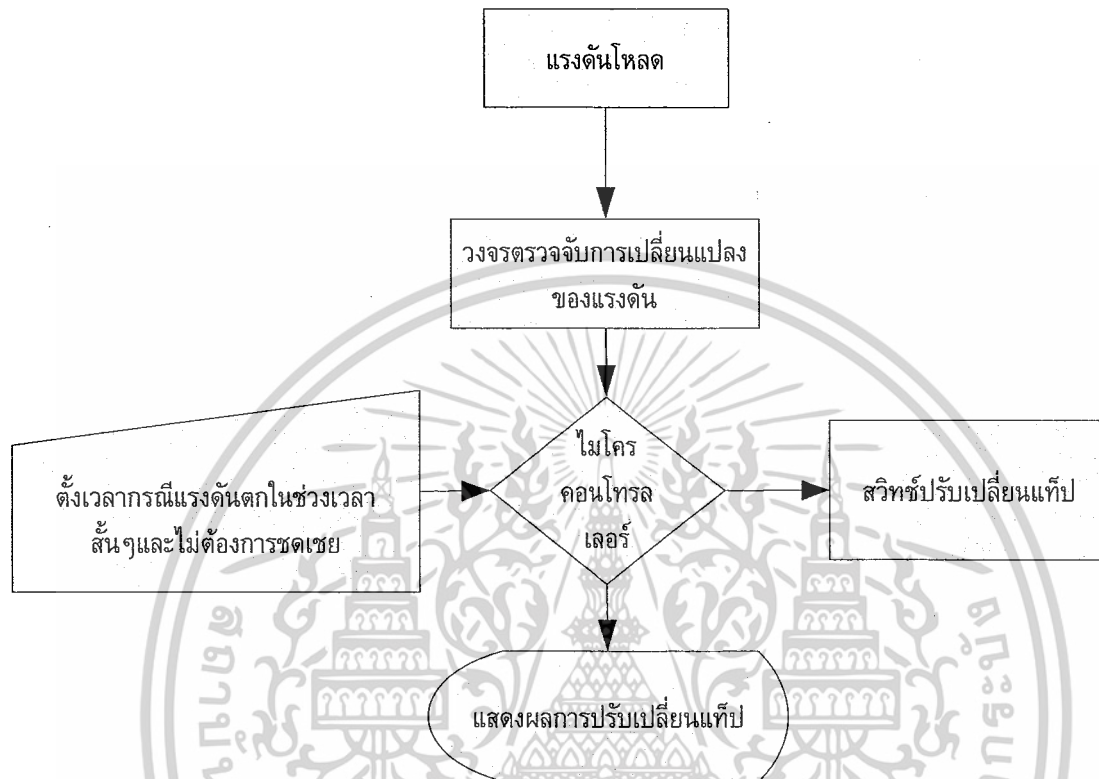 แรงดันโหลด
วงจรตรวจจับการเปลี่ยนแปลง
ของแรงดัน
ตั้งเวลากรณีแรงดันตกในช่วงเวลา
สั้นๆและไม่ต้องการชดเชย
ไมโคร
คอนโทรล
เลอร์
สวิทช์ปรับเปลี่ยนแท็ป
แสดงผลการปรับเปลี่ยนแท็ป